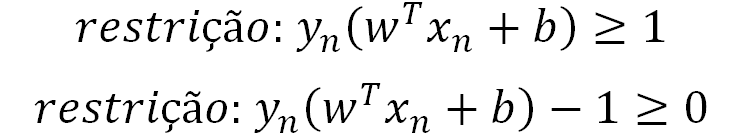 restrição: yₙ(wᵀxₙ + b) ≥ 1
restrição: yₙ(wᵀxₙ + b) − 1 ≥ 0